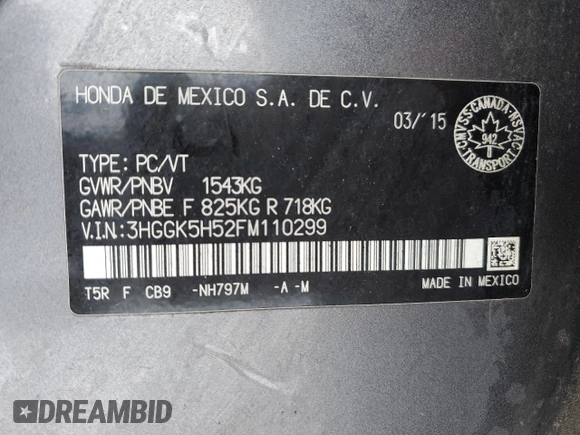 HONDA DE MEXICO S.A. DE C.V.
03/'15
CMVSS-CANADA-NSVAC
942
TRANSPORT
TYPE: PC/VT
GVWR/PNBV 1543KG
GAWR/PNBE F 825KG R 718KG
V.I.N.: 3HGGK5H52FM110299
T5R F CB9 -NH797M -A -M
MADE IN MEXICO
DREAMBID